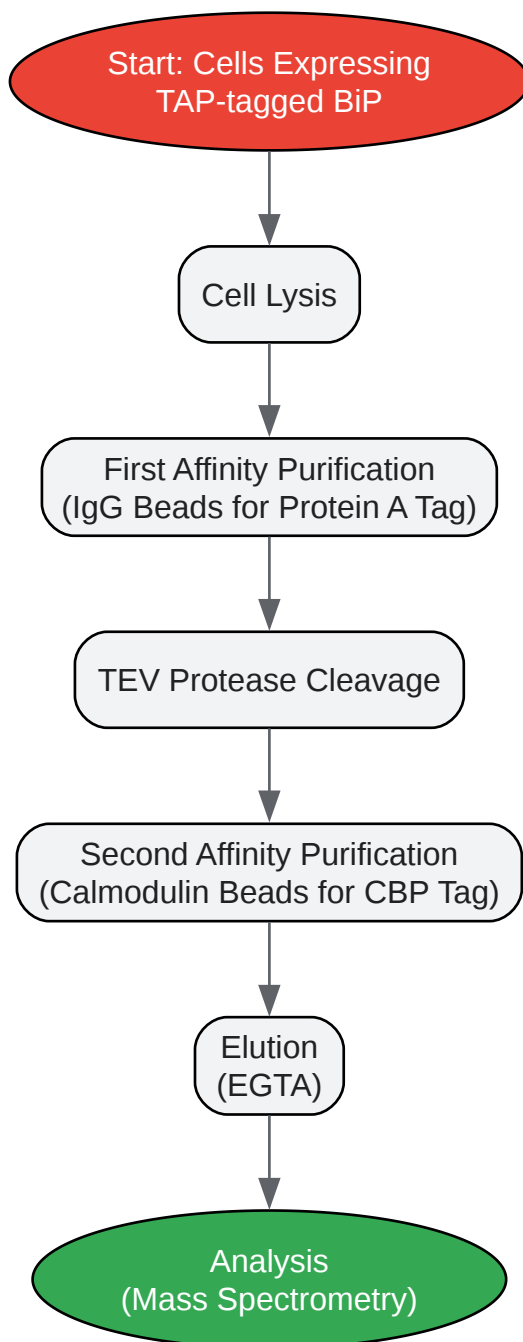 Start: Cells Expressing
TAP-tagged BiP
Cell Lysis
First Affinity Purification
(IgG Beads for Protein A Tag)
TEV Protease Cleavage
Second Affinity Purification
(Calmodulin Beads for CBP Tag)
Elution
(EGTA)
Analysis
(Mass Spectrometry)